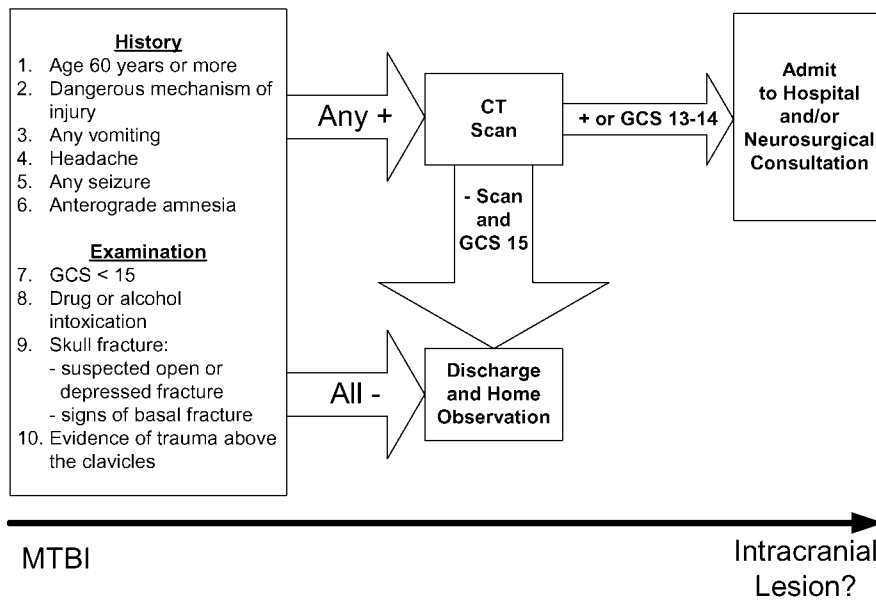 History
1. Age 60 years or more
2. Dangerous mechanism of
injury
3. Any vomiting
4. Headache
5. Any seizure
6. Anterograde amnesia
Examination
7. GCS < 15
8. Drug or alcohol
intoxication
9. Skull fracture:
- suspected open or
depressed fracture
- signs of basal fracture
10. Evidence of trauma above
the clavicles
Any +
CT
Scan
+ or GCS 13-14
Admit
to Hospital
and/or
Neurosurgical
Consultation
- Scan
and
GCS 15
All -
Discharge
and Home
Observation
MTBI
Intracranial
Lesion?